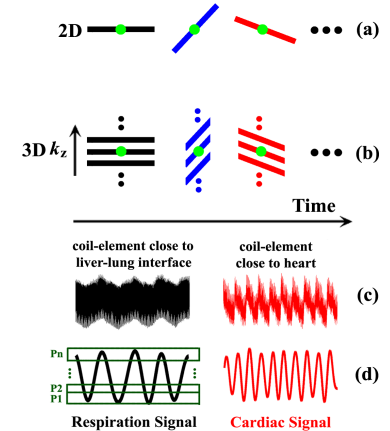 2D (a)
3D kz (b)
Time
coil-element close to
liver-lung interface
coil-element
close to heart
(c)
Pn
P2
P1
(d)
Respiration Signal Cardiac Signal